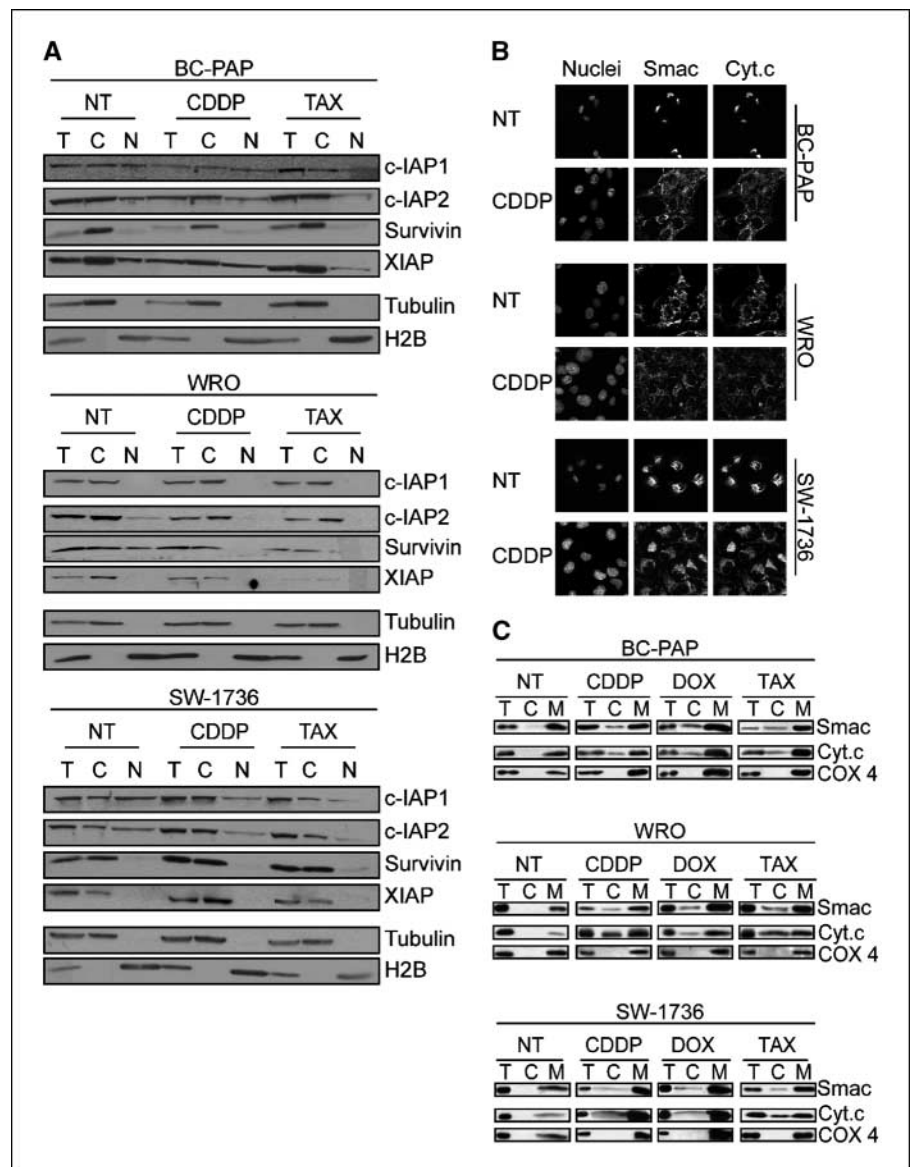 A
BC-PAP
NT CDDP TAX
T C N T C N T C N
c-IAP1
c-IAP2
Survivin
XIAP
Tubulin
H2B
WRO
NT CDDP TAX
T C N T C N T C N
c-IAP1
c-IAP2
Survivin
XIAP
Tubulin
H2B
SW-1736
NT CDDP TAX
T C N T C N T C N
c-IAP1
c-IAP2
Survivin
XIAP
Tubulin
H2B
B
Nuclei Smac Cyt.c
NT
CDDP
BC-PAP
NT
CDDP
WRO
NT
CDDP
SW-1736
C
BC-PAP
NT CDDP DOX TAX
T C M T C M T C M T C M
Smac
Cyt.c
COX 4
WRO
NT CDDP DOX TAX
T C M T C M T C M T C M
Smac
Cyt.c
COX 4
SW-1736
NT CDDP DOX TAX
T C M T C M T C M T C M
Smac
Cyt.c
COX 4